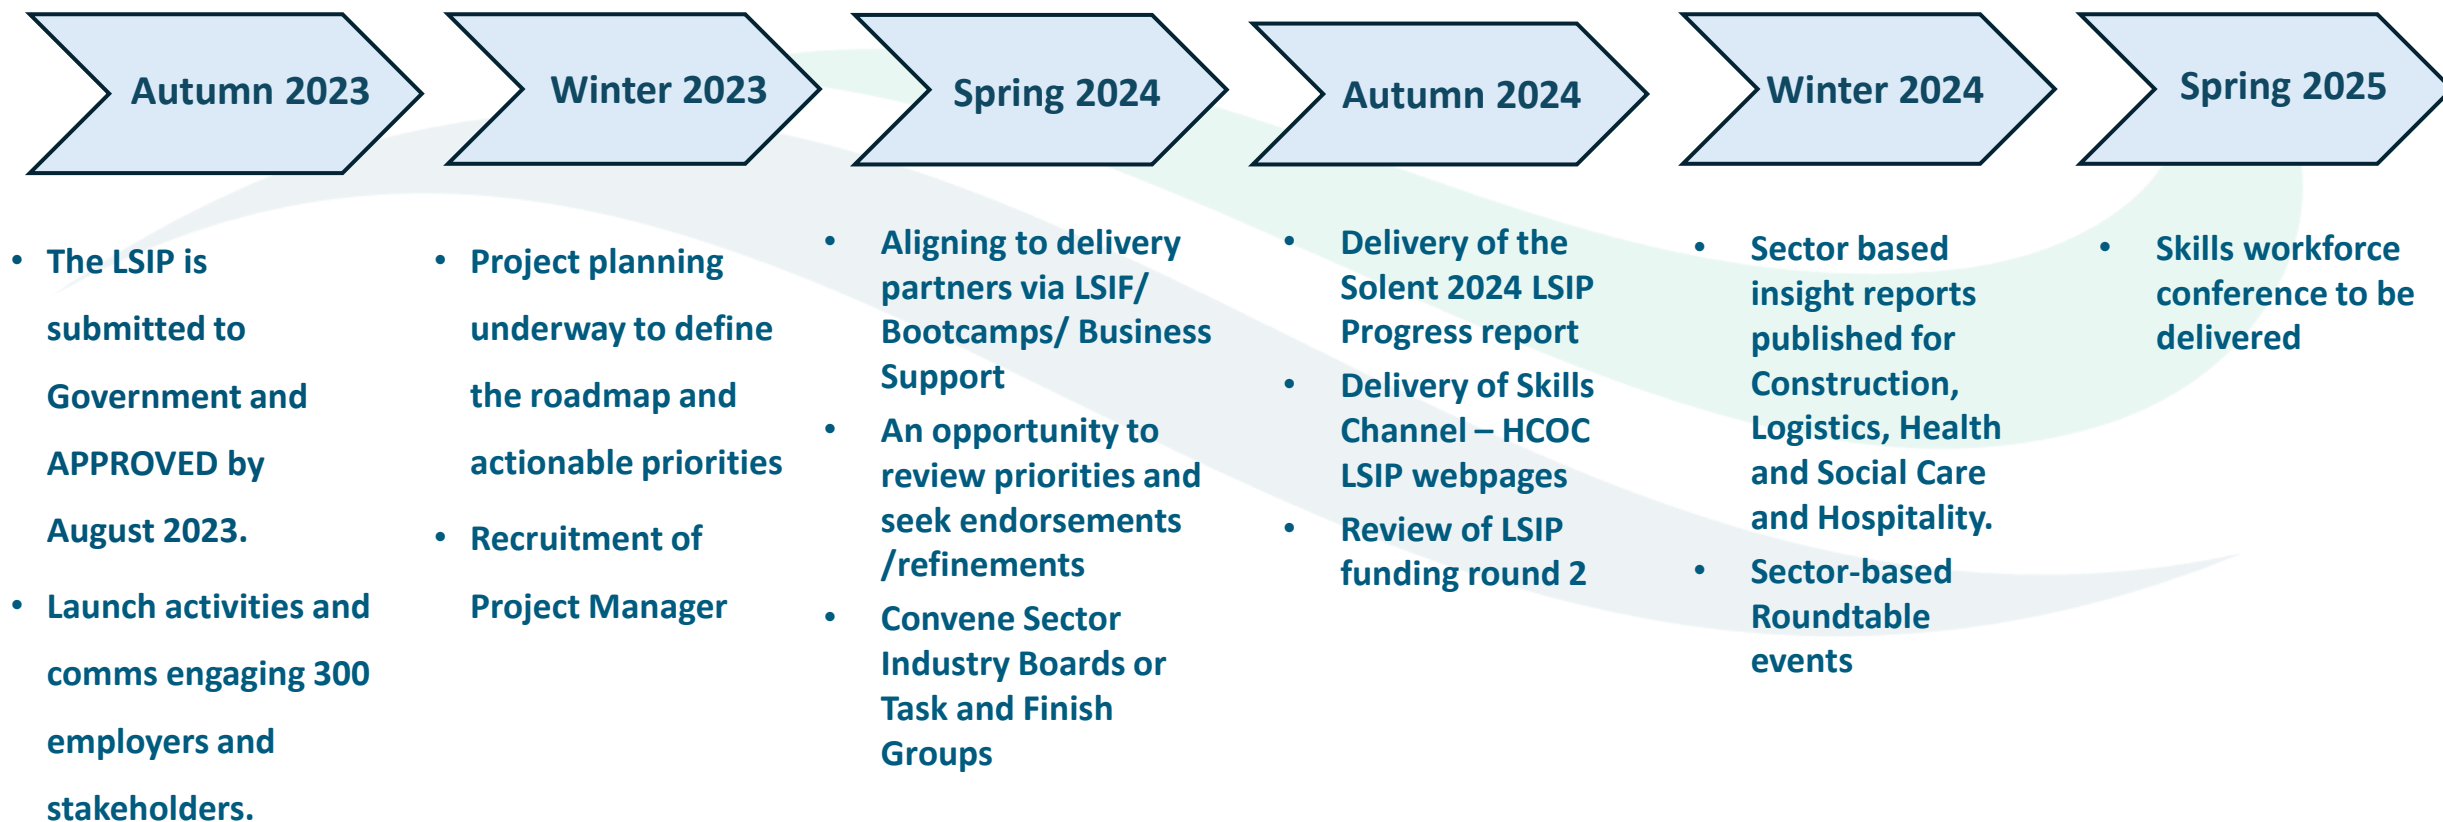 Autumn 2023
Winter 2023
Spring 2024
Autumn 2024
Winter 2024
Spring 2025
• The LSIP is
submitted to
Government and
APPROVED by
August 2023.
• Launch activities and
comms engaging 300
employers and
stakeholders.
• Project planning
underway to define
the roadmap and
actionable priorities
• Recruitment of
Project Manager
• Aligning to delivery
partners via LSIF/
Bootcamps/ Business
Support
• An opportunity to
review priorities and
seek endorsements
/refinements
• Convene Sector
Industry Boards or
Task and Finish
Groups
• Delivery of the
Solent 2024 LSIP
Progress report
• Delivery of Skills
Channel – HCOC
LSIP webpages
• Review of LSIP
funding round 2
• Sector based
insight reports
published for
Construction,
Logistics, Health
and Social Care
and Hospitality.
• Sector-based
Roundtable
events
• Skills workforce
conference to be
delivered